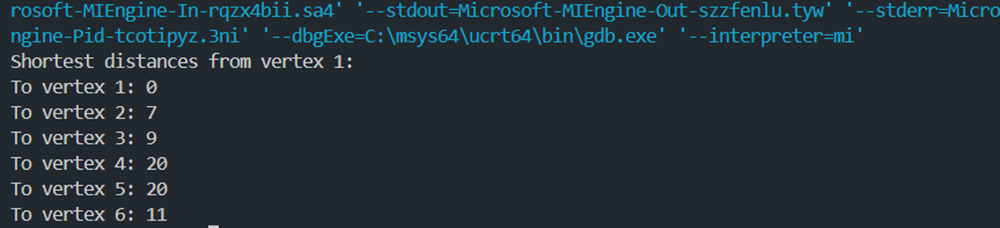 rosoft-MIEngine-In-rqzx4bii.sa4' '--stdout=Microsoft-MIEngine-Out-szzfenlu.tyw' '--stderr=Micro
ngine-Pid-tcotipyz.3ni' '--dbgExe=C:\msys64\ucrt64\bin\gdb.exe' '--interpreter=mi'
Shortest distances from vertex 1:
To vertex 1: 0
To vertex 2: 7
To vertex 3: 9
To vertex 4: 20
To vertex 5: 20
To vertex 6: 11